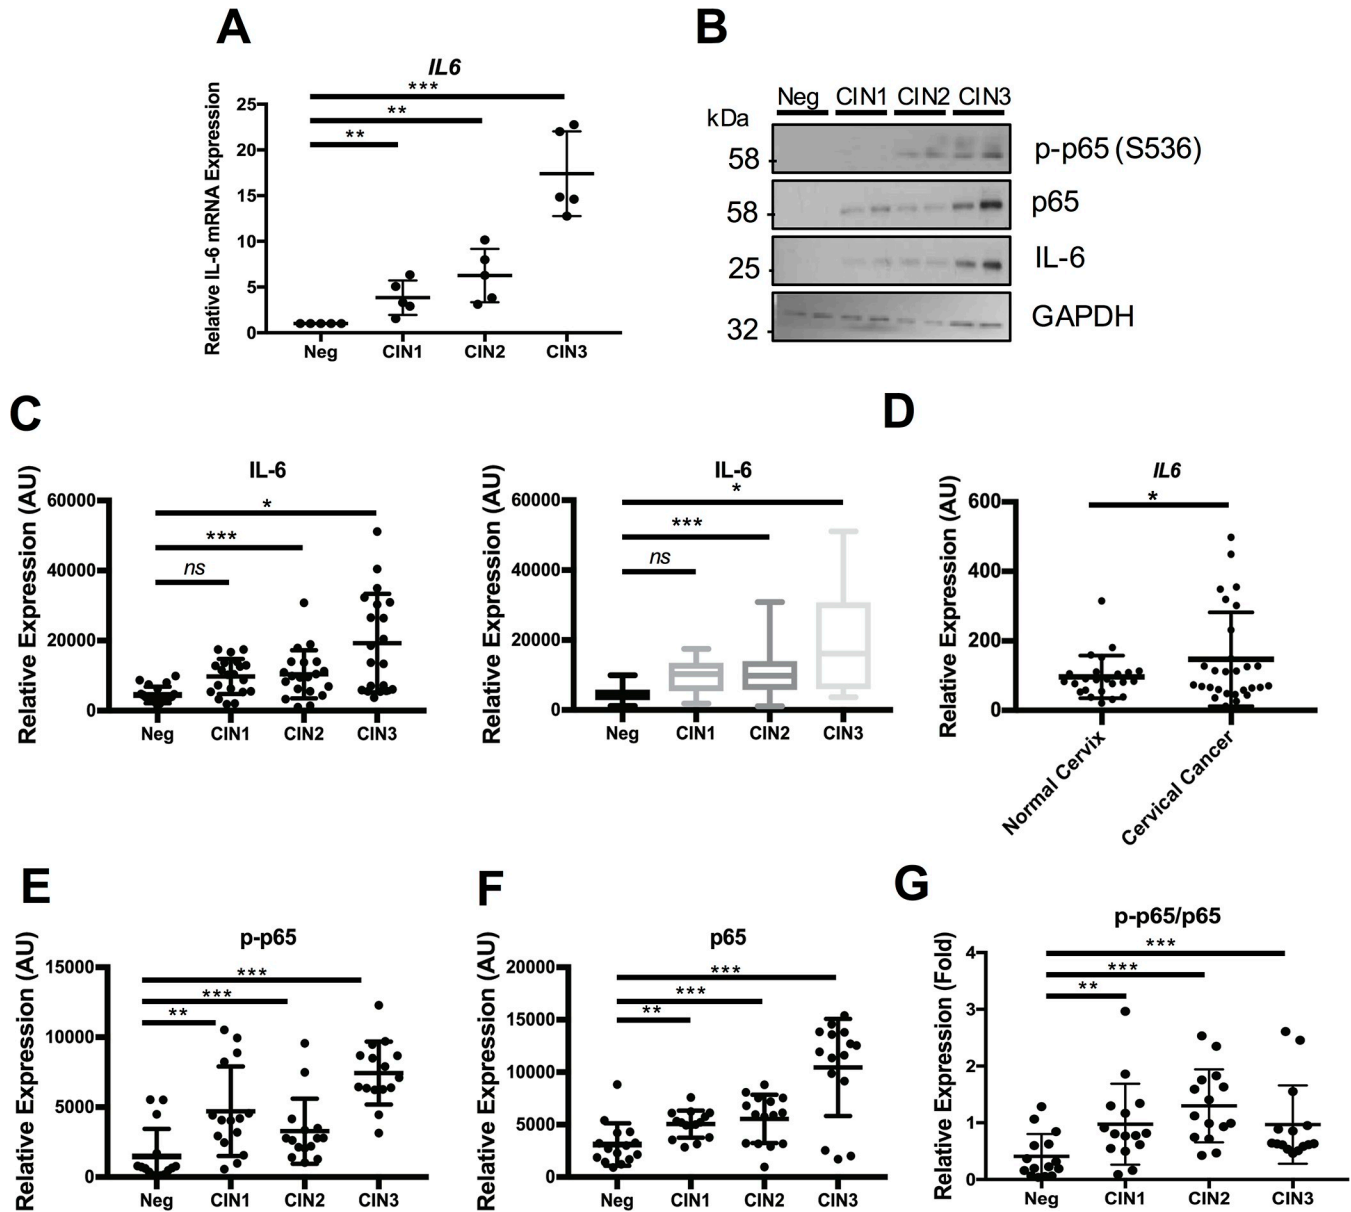 A
IL6
***
**
**
Relative IL-6 mRNA Expression
25
20
15
10
5
0
Neg CIN1 CIN2 CIN3
B
Neg CIN1 CIN2 CIN3
kDa
58 p-p65 (S536)
58 p65
25 IL-6
32 GAPDH
C
IL-6
*
***
ns
Relative Expression (AU)
60000
40000
20000
0
Neg CIN1 CIN2 CIN3
IL-6
*
***
ns
Relative Expression (AU)
60000
40000
20000
0
Neg CIN1 CIN2 CIN3
D
IL6
*
Relative Expression (AU)
600
400
200
0
Normal Cervix
Cervical Cancer
E
p-p65
***
***
**
Relative Expression (AU)
15000
10000
5000
0
Neg CIN1 CIN2 CIN3
F
p65
***
***
**
Relative Expression (AU)
20000
15000
10000
5000
0
Neg CIN1 CIN2 CIN3
G
p-p65/p65
***
***
**
Relative Expression (Fold)
4
3
2
1
0
Neg CIN1 CIN2 CIN3